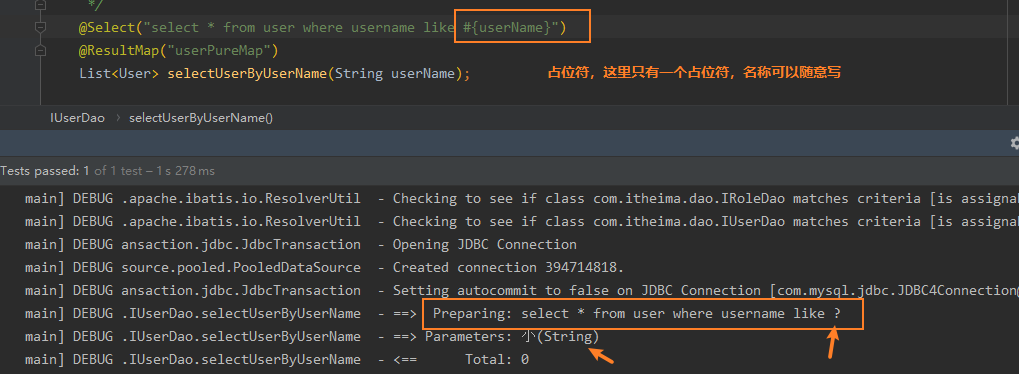 */
@Select("select * from user where username like #{userName}")
@ResultMap("userPureMap")
List<User> selectUserByUserName(String userName);
占位符，这里只有一个占位符，名称可以随意写
IUserDao > selectUserByUserName()
Tests passed: 1 of 1 test – 1 s 278 ms
main] DEBUG .apache.ibatis.io.ResolverUtil - Checking to see if class com.itheima.dao.IRoleDao matches criteria [is assignal
main] DEBUG .apache.ibatis.io.ResolverUtil - Checking to see if class com.itheima.dao.IUserDao matches criteria [is assignal
main] DEBUG ansaction.jdbc.JdbcTransaction - Opening JDBC Connection
main] DEBUG source.pooled.PooledDataSource - Created connection 394714818.
main] DEBUG ansaction.jdbc.JdbcTransaction - Setting autocommit to false on JDBC Connection [com.mysql.jdbc.JDBC4Connection@
main] DEBUG .IUserDao.selectUserByUserName - ==> Preparing: select * from user where username like ?
main] DEBUG .IUserDao.selectUserByUserName - ==> Parameters: 小(String)
main] DEBUG .IUserDao.selectUserByUserName - <== Total: 0